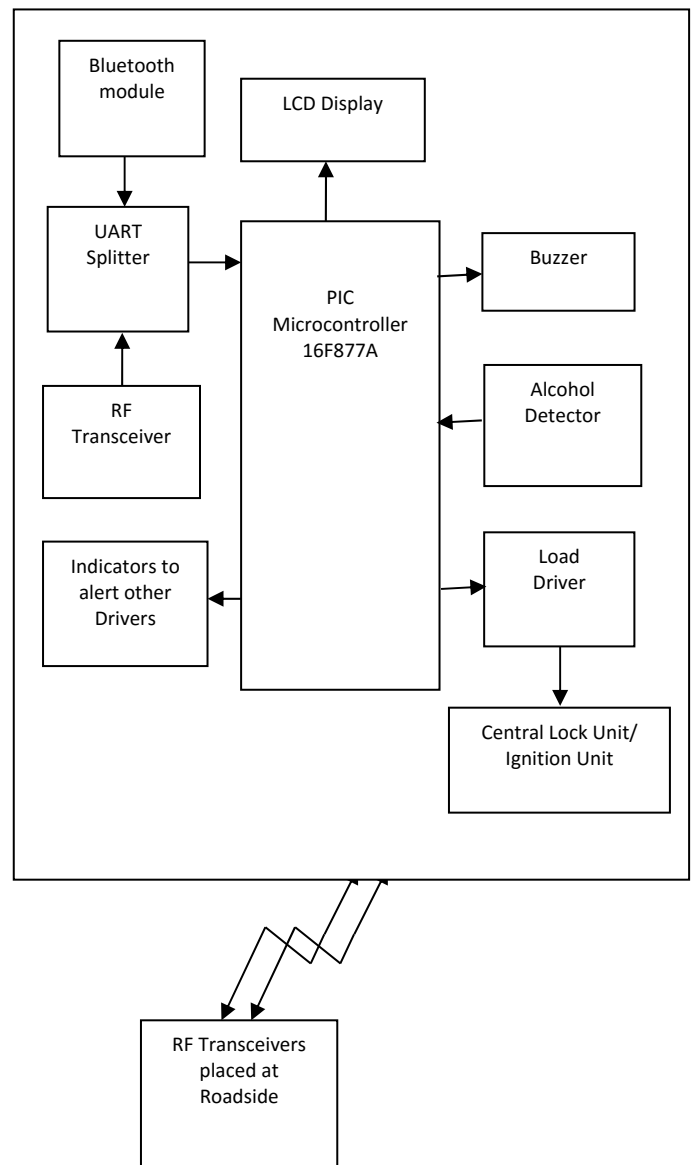 Bluetooth
module
LCD Display
UART
Splitter
PIC
Microcontroller
16F877A
Buzzer
RF
Transceiver
Alcohol
Detector
Indicators to
alert other
Drivers
Load
Driver
Central Lock Unit/
Ignition Unit
RF Transceivers
placed at
Roadside